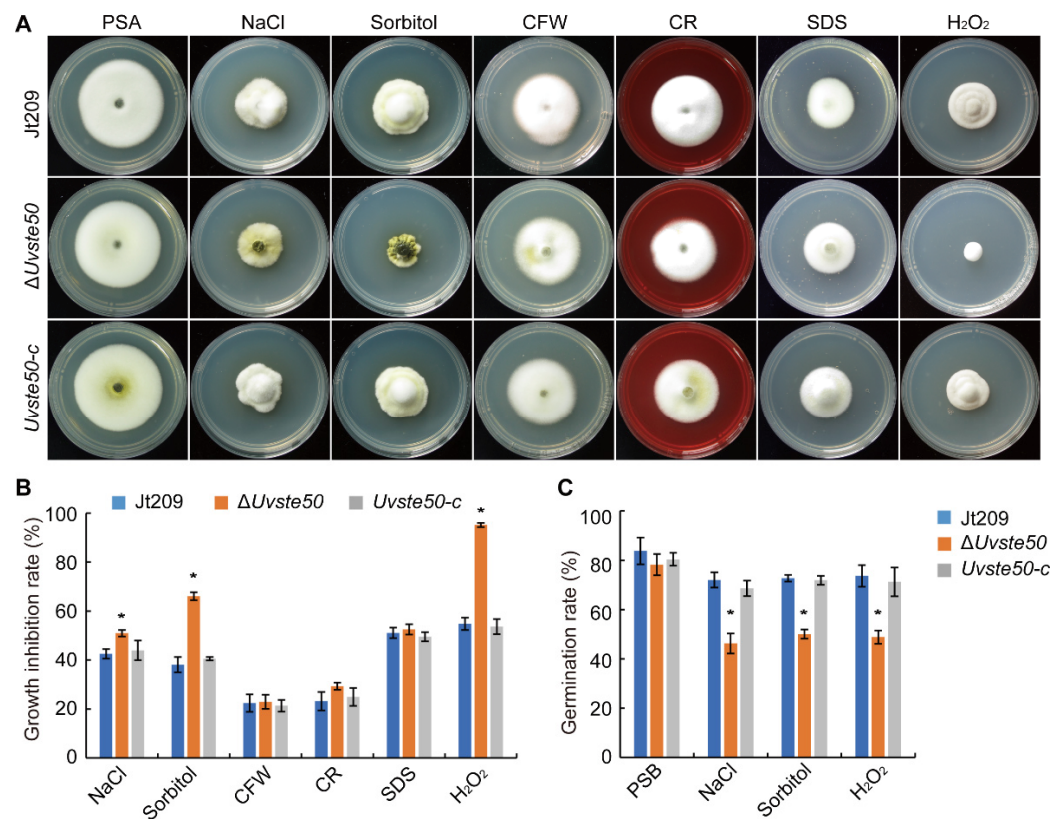 A
PSA NaCl Sorbitol CFW CR SDS H₂O₂
Jt209
ΔUvste50
Uvste50-c
B
Jt209 ΔUvste50 Uvste50-c
Growth inhibition rate (%)
100
80
60
40
20
0
* * *
NaCl Sorbitol CFW CR SDS H₂O₂
C
Jt209
ΔUvste50
Uvste50-c
Germination rate (%)
100
80
60
40
80
0
* * *
PSB NaCl Sorbitol H₂O₂